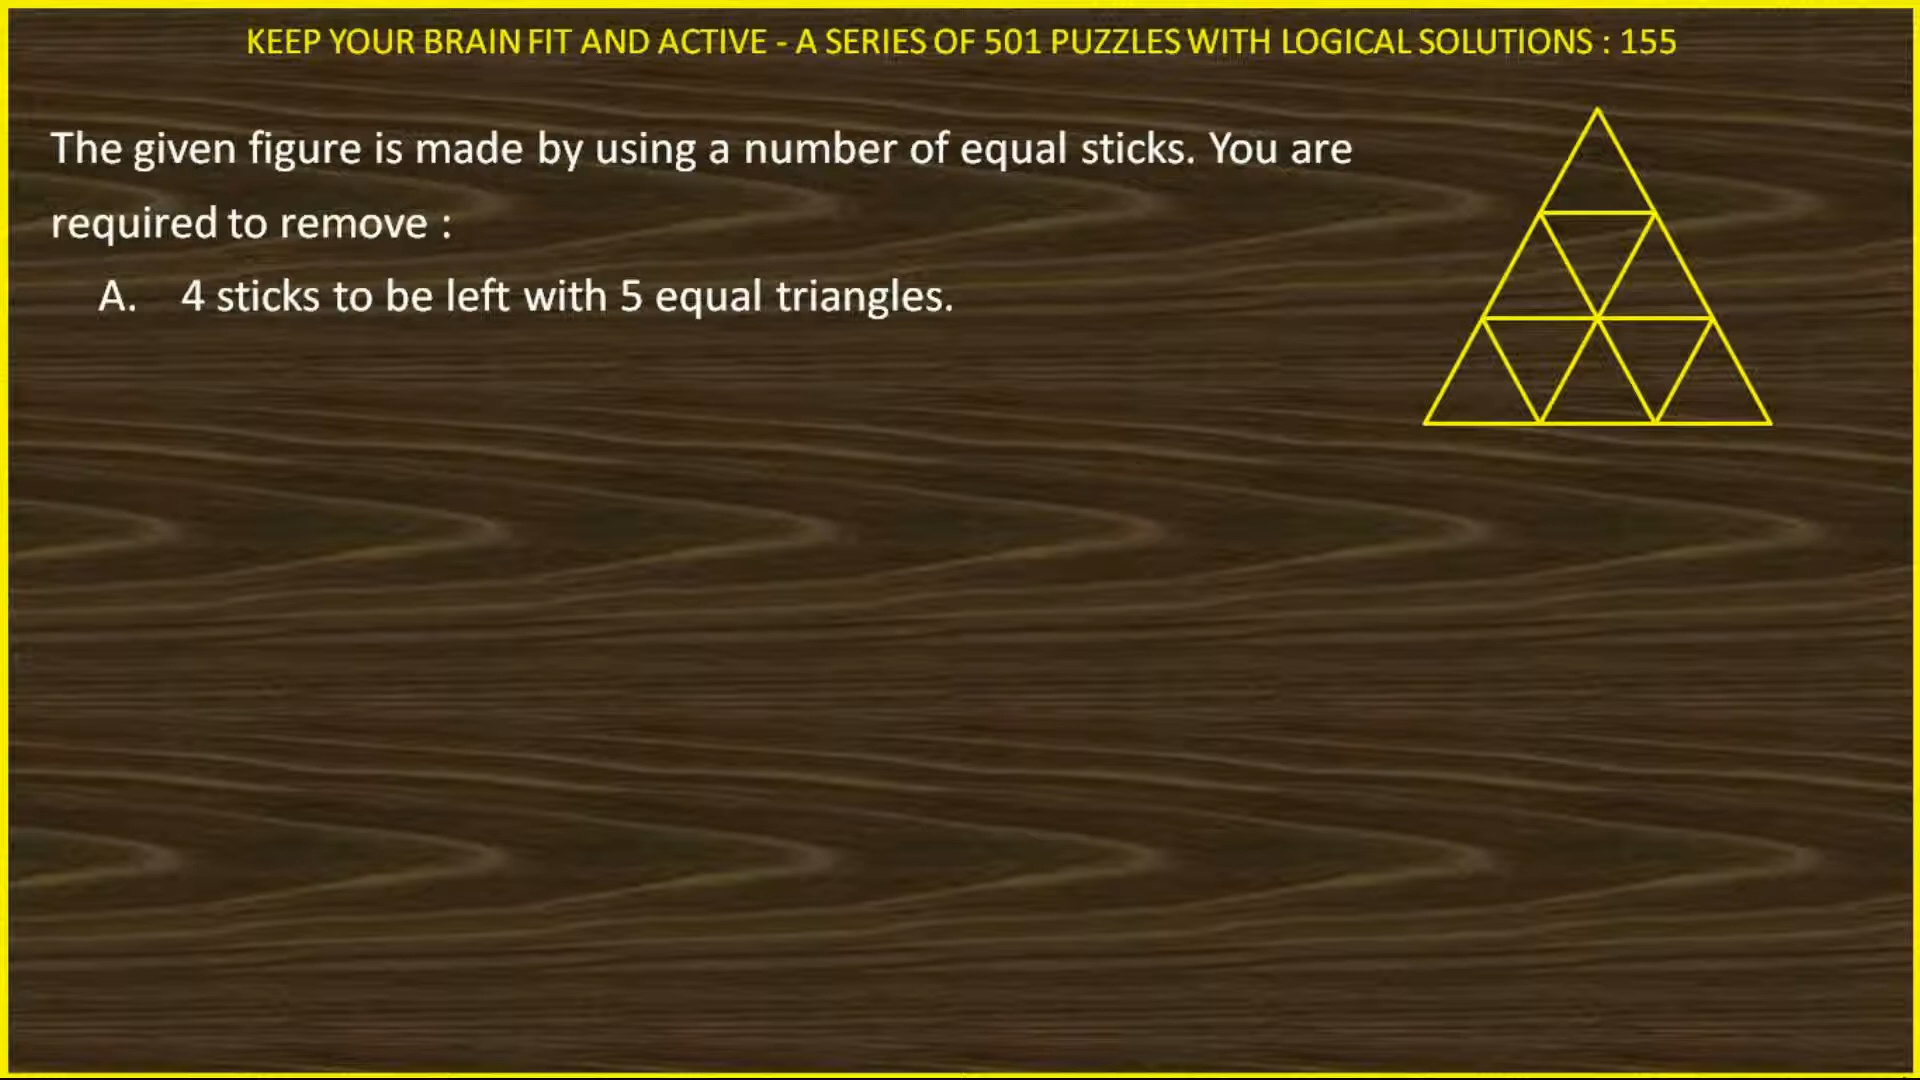 KEEP YOUR BRAIN FIT AND ACTIVE - A SERIES OF 501 PUZZLES WITH LOGICAL SOLUTIONS : 155
The given figure is made by using a number of equal sticks. You are
required to remove :
A. 4 sticks to be left with 5 equal triangles.